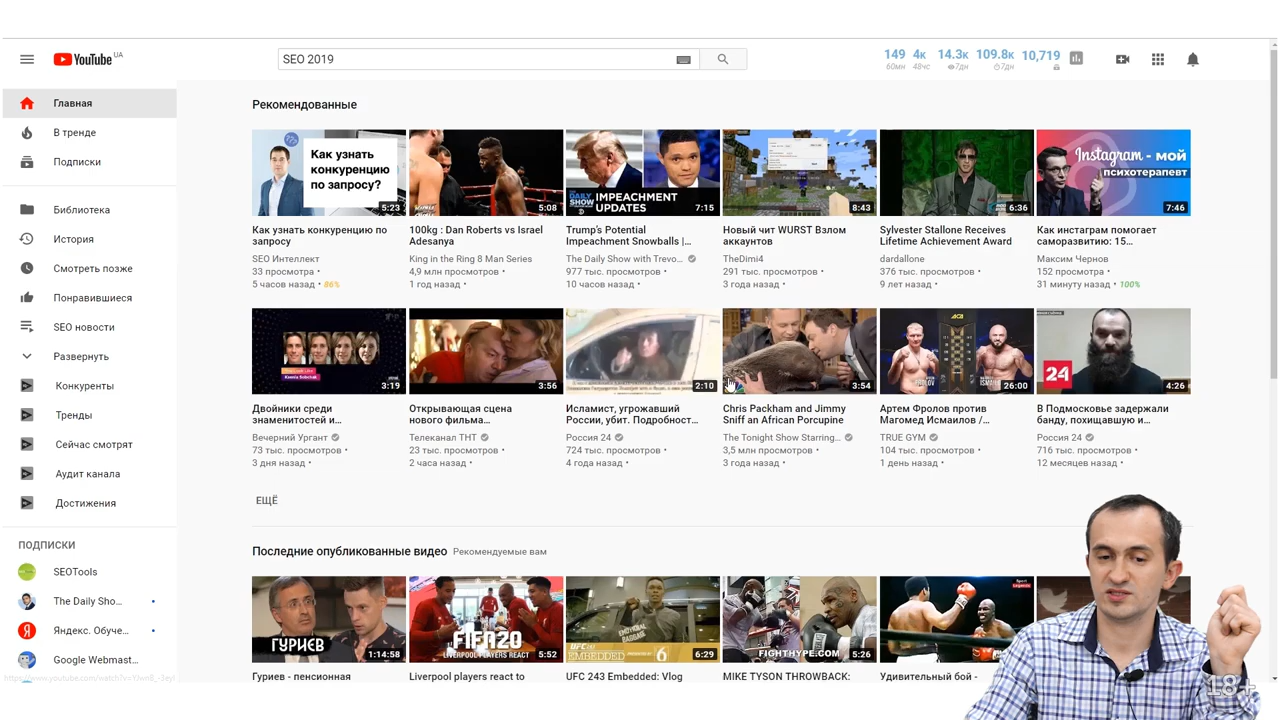 YouTube UA
SEO 2019
149 4к 14.3к 109.8к 10,719
60мн 48чс 7дн 7дн
Главная
В тренде
Подписки
Библиотека
История
Смотреть позже
Понравившиеся
SEO новости
Развернуть
Конкуренты
Тренды
Сейчас смотрят
Аудит канала
Достижения
ПОДПИСКИ
SEOTools
The Daily Sho...
Яндекс. Обуче...
Google Webmast...
Рекомендованные
Как узнать
конкуренцию
по запросу?
5:23
5:08
THE DAILY SHOW
IMPEACHMENT
UPDATES
7:15
8:43
6:36
Instagram - мой
психотерапевт
7:46
Как узнать конкуренцию по
запросу
SEO Интеллект
33 просмотра •
5 часов назад • 86%
100kg : Dan Roberts vs Israel
Adesanya
King in the Ring 8 Man Series
4,9 млн просмотров •
1 год назад •
Trump's Potential
Impeachment Snowballs |...
The Daily Show with Trevo...
977 тыс. просмотров •
10 часов назад •
Новый чит WURST Взлом
аккаунтов
TheDimi4
291 тыс. просмотров •
3 года назад •
Sylvester Stallone Receives
Lifetime Achievement Award
dardallone
376 тыс. просмотров •
9 лет назад •
Как инстаграм помогает
саморазвитию: 15...
Максим Чернов
152 просмотра •
31 минуту назад • 100%
3:19
3:56
2:10
3:54
26:00
24
4:26
Двойники среди
знаменитостей и...
Вечерний Ургант
73 тыс. просмотров •
3 дня назад •
Открывающая сцена
нового фильма...
Телеканал ТНТ
23 тыс. просмотров •
2 часа назад •
Исламист, угрожавший
России, убит. Подробност...
Россия 24
724 тыс. просмотров •
4 года назад •
Chris Packham and Jimmy
Sniff an African Porcupine
The Tonight Show Starring...
3,5 млн просмотров •
3 года назад •
Артем Фролов против
Магомед Исмаилов /...
TRUE GYM
104 тыс. просмотров •
1 день назад •
В Подмосковье задержали
банду, похищавшую и...
Россия 24
716 тыс. просмотров •
12 месяцев назад •
ЕЩЁ
Последние опубликованные видео Рекомендуемые вам
ГУРИЕВ
1:14:58
FIFA20
LIVERPOOL PLAYERS REACT
5:52
EMBEDDED 6
6:29
FIGHTHYPE.COM
5:26
Гуриев - пенсионная
Liverpool players react to
UFC 243 Embedded: Vlog
MIKE TYSON THROWBACK:
Удивительный бой -
18+